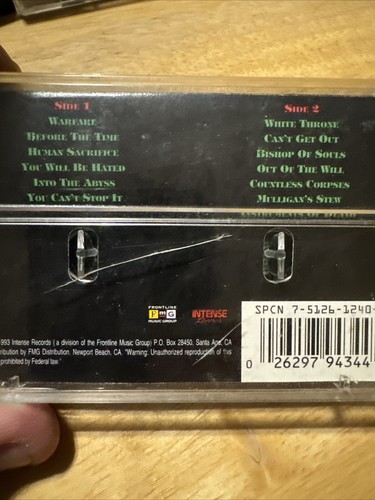 SIDE 1
WARFARE
BEFORE THE TIME
HUMAN SACRIFICE
YOU WILL BE HATED
INTO THE ABYSS
YOU CAN'T STOP IT
SIDE 2
WHITE THRONE
CAN'T GET OUT
BISHOP OF SOULS
OUT OF THE WILL
COUNTLESS CORPSES
MULLIGAN'S STEW
INSTRUMENTS OF DEATH
FRONTLINE
FMG
MUSIC GROUP
INTENSE
Records
993 Intense Records ( a division of the Frontline Music Group) P.O. Box 28450, Santa Ana, CA
ribution by FMG Distribution, Newport Beach, CA. "Warning: Unauthorized reproduction of this
prohibited by Federal law."
SPCN 7-5126-1240-
0 26297 94344